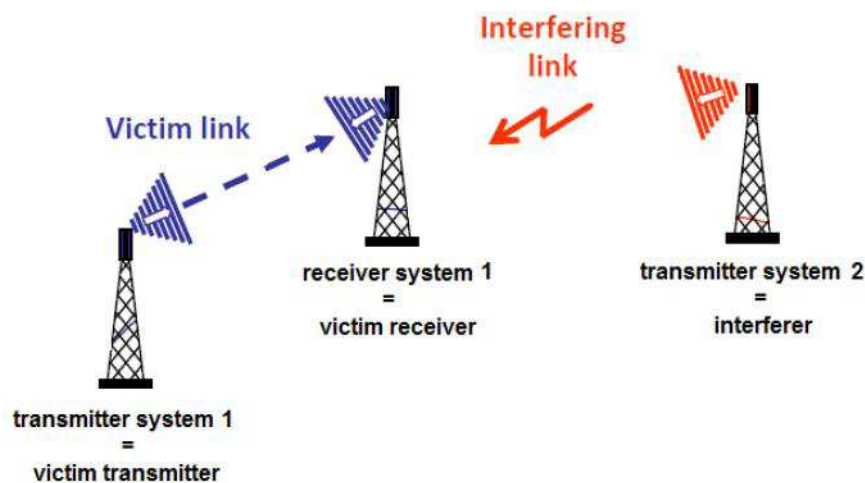 Interfering
link
Victim link
receiver system 1
=
victim receiver
transmitter system 2
=
interferer
transmitter system 1
=
victim transmitter